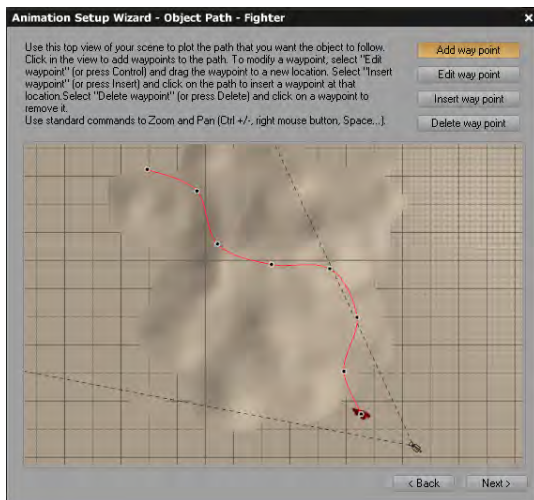 Animation Setup Wizard - Object Path - Fighter
Use this top view of your scene to plot the path that you want the object to follow.
Click in the view to add waypoints to the path. To modify a waypoint, select "Edit
waypoint" (or press Control) and drag the waypoint to a new location. Select "Insert
waypoint" (or press Insert) and click on the path to insert a waypoint at that
location.Select "Delete waypoint" (or press Delete) and click on a waypoint to
remove it.
Use standard commands to Zoom and Pan (Ctrl +/-, right mouse button, Space...).
Add way point
Edit way point
Insert way point
Delete way point
< Back
Next >